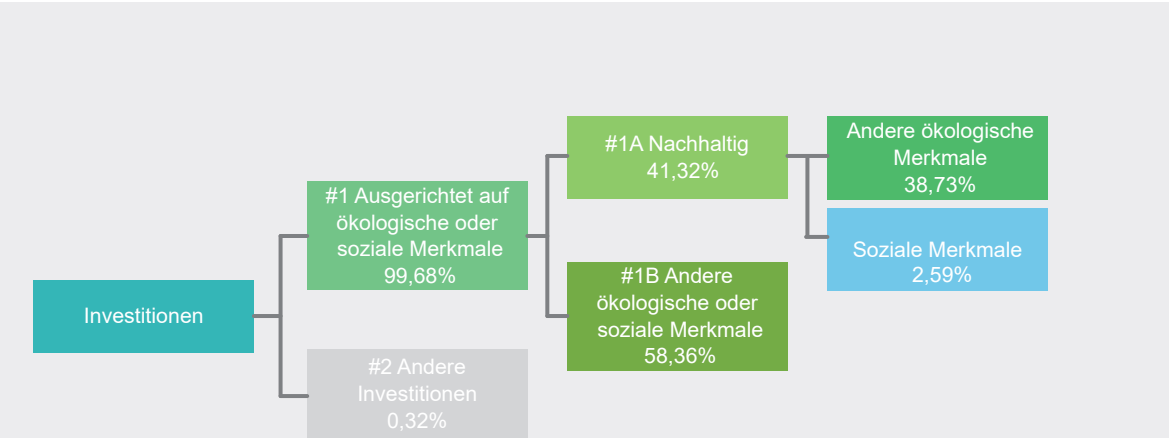 Investitionen
#1 Ausgerichtet auf
ökologische oder
soziale Merkmale
99,68%
#2 Andere
Investitionen
0,32%
#1A Nachhaltig
41,32%
#1B Andere
ökologische oder
soziale Merkmale
58,36%
Andere ökologische
Merkmale
38,73%
Soziale Merkmale
2,59%